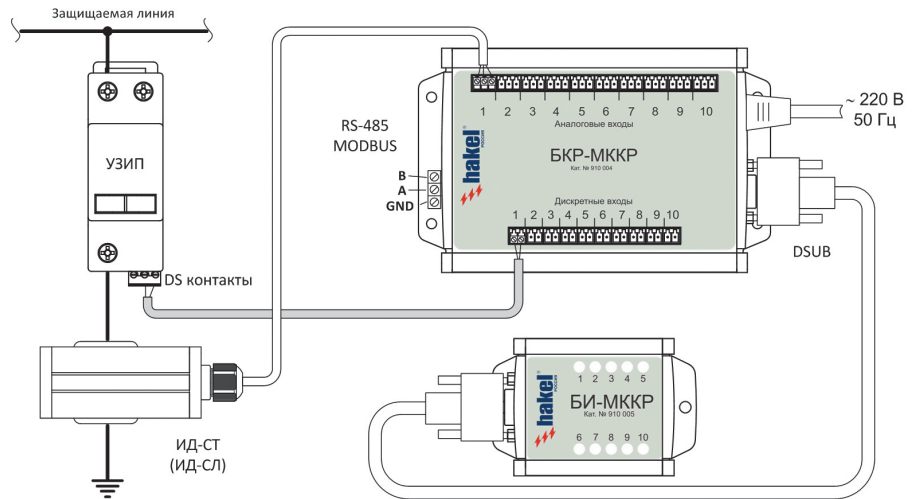 Защищаемая линия
УЗИП
DS контакты
ИД-СТ
(ИД-СЛ)
RS-485
MODBUS
B
A
GND
1 2 3 4 5 6 7 8 9 10
Аналоговые входы
hakel®
РОССИЯ
БКР-МККР
Кат. № 910 004
Дискретные входы
1 2 3 4 5 6 7 8 9 10
~ 220 В
50 Гц
DSUB
1 2 3 4 5
hakel®
РОССИЯ
БИ-МККР
Кат. № 910 005
6 7 8 9 10